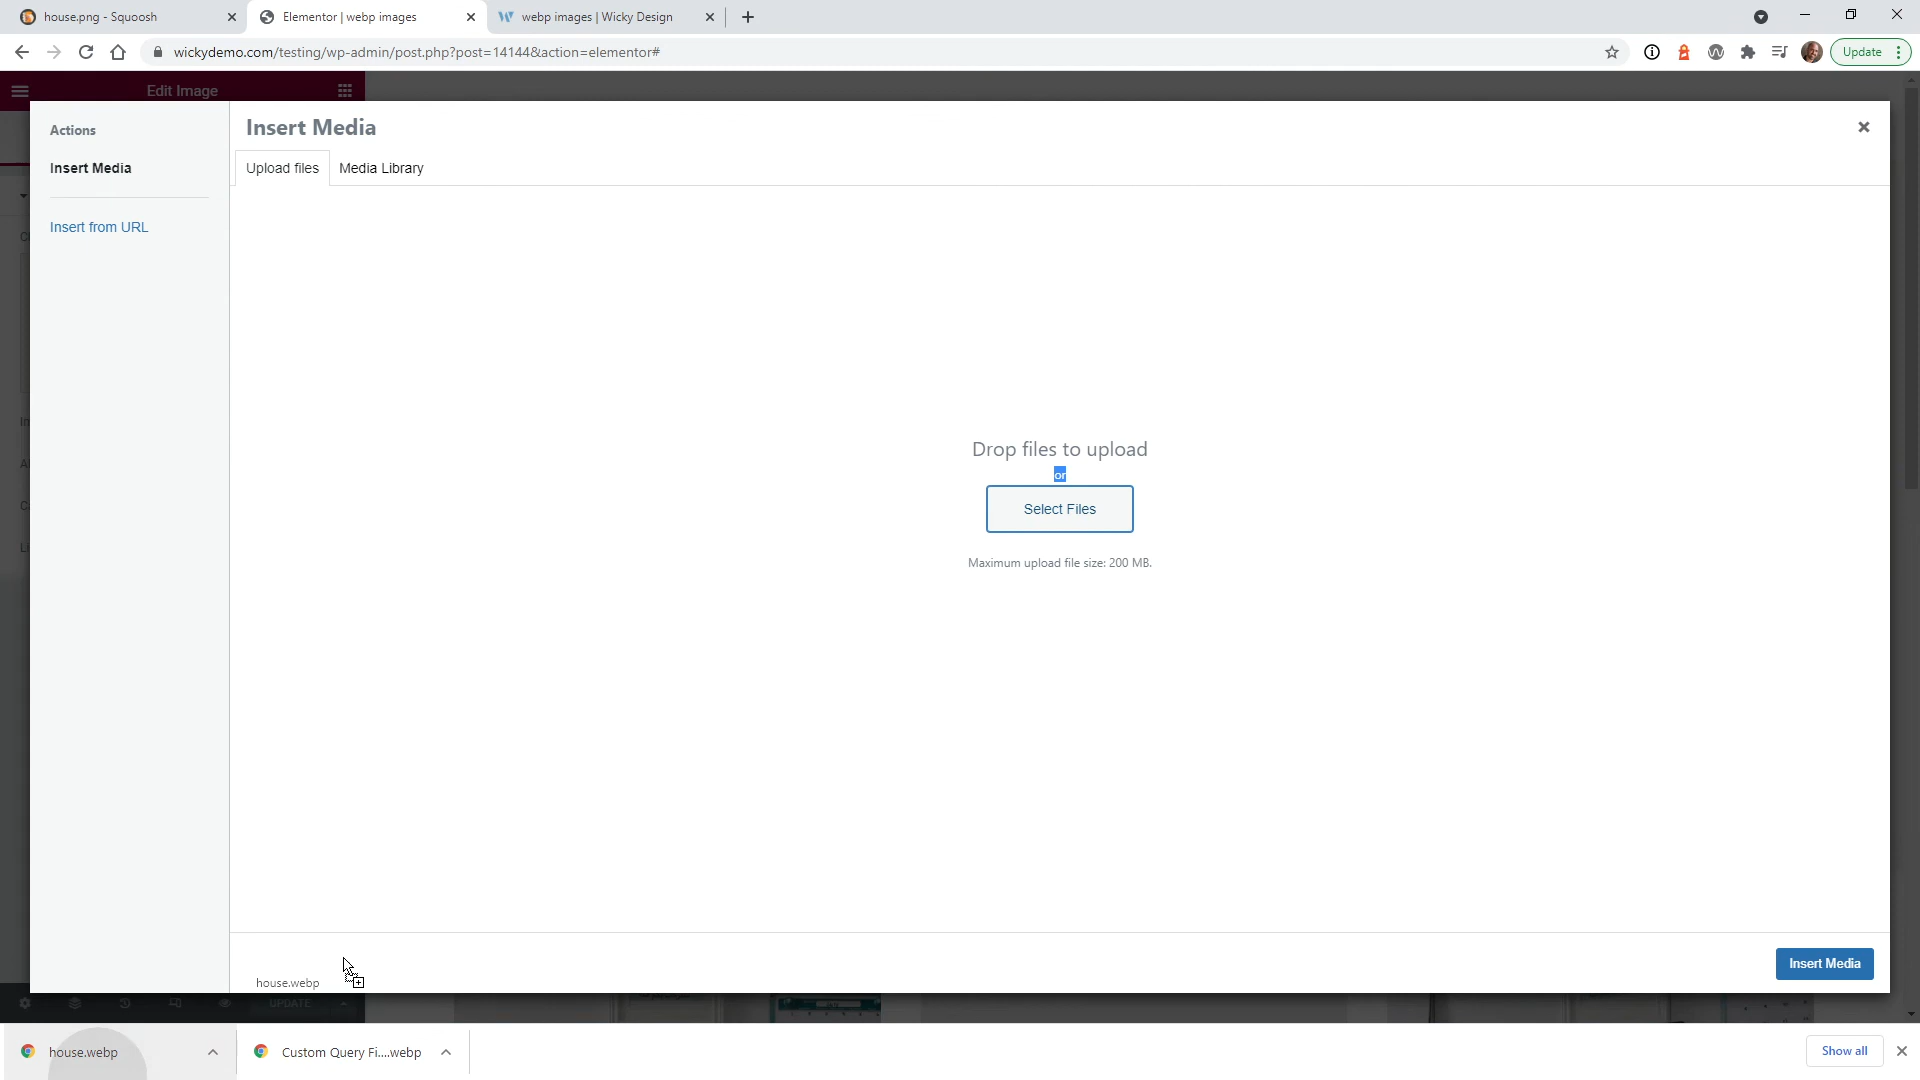 house.png - Squoosh
Elementor | webp images
webp images | Wicky Design
wickydemo.com/testing/wp-admin/post.php?post=14144&action=elementor#
Update
Edit Image
Actions
Insert Media
Insert from URL
Insert Media
Upload files
Media Library
Drop files to upload
or
Select Files
Maximum upload file size: 200 MB.
house.webp
Insert Media
UPDATE
house.webp
Custom Query Fi....webp
Show all